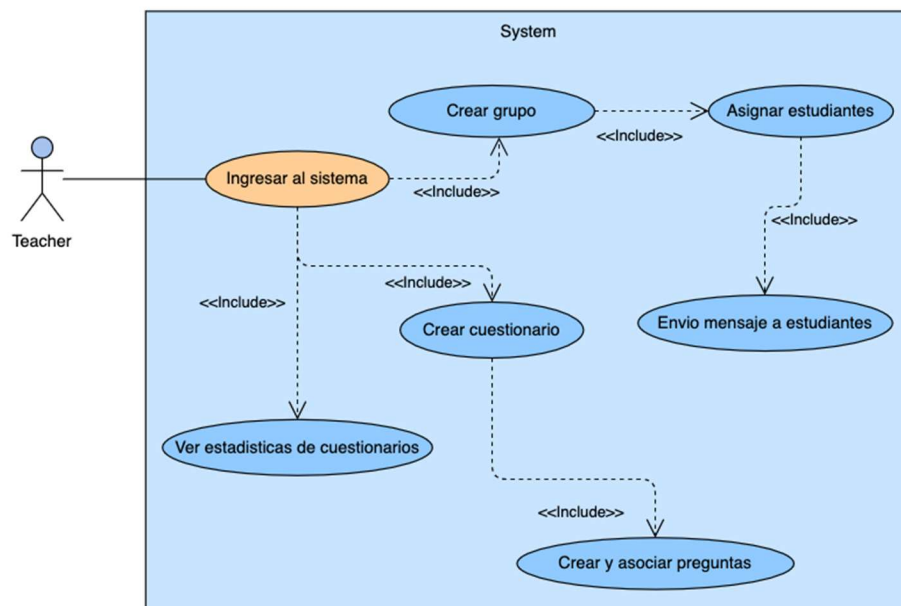 System
Crear grupo
Asignar estudiantes
<<Include>>
Ingresar al sistema
<<Include>>
Teacher
<<Include>>
<<Include>>
<<Include>>
Crear cuestionario
Envio mensaje a estudiantes
Ver estadisticas de cuestionarios
<<Include>>
Crear y asociar preguntas